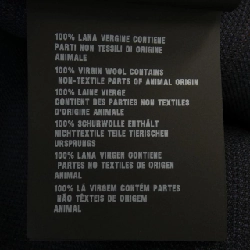 100% LANA VERGINE CONTIENE
PARTI NON TESSILI DI ORIGINE
ANIMALE
100% VIRGIN WOOL CONTAINS
NON-TEXTILE PARTS OF ANIMAL ORIGIN
100% LAINE VIERGE
CONTIENT DES PARTIES NON TEXTILES
D'ORIGINE ANIMALE
100% SCHURWOLLE ENTHÄLT
NICHTTEXTILE TEILE TIERISCHEN
URSPRUNGS
100% LANA VIRGEN CONTIENE
PARTES NO TEXTILES DE ORIGEN
ANIMAL
100% LÃ VIRGEM CONTÉM PARTES
NÃO TÊXTEIS DE ORIGEM
ANIMAL